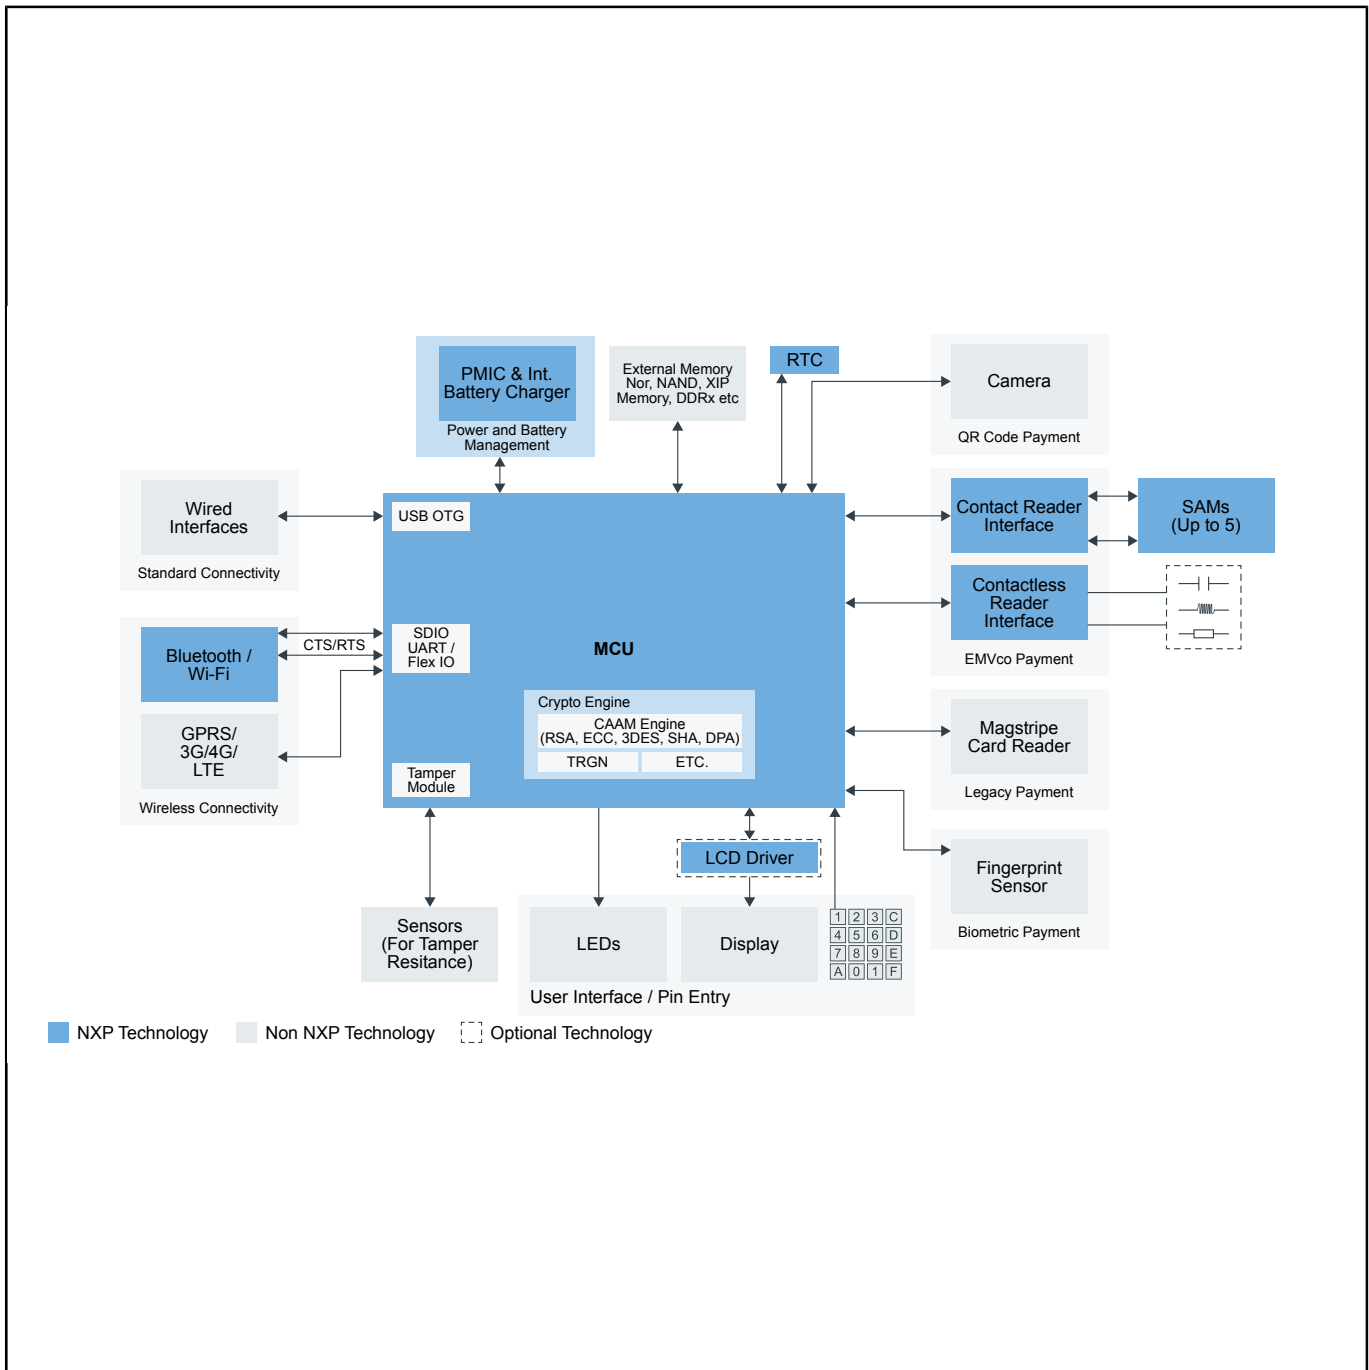 PMIC & Int.
Battery Charger
Power and Battery
Management
External Memory
Nor, NAND, XIP
Memory, DDRx etc
RTC
Camera
QR Code Payment
Wired
Interfaces
Standard Connectivity
USB OTG
Contact Reader
Interface
SAMs
(Up to 5)
Contactless
Reader
Interface
EMVco Payment
Bluetooth /
Wi-Fi
CTS/RTS
SDIO
UART /
Flex IO
MCU
GPRS/
3G/4G/
LTE
Wireless Connectivity
Tamper
Module
Crypto Engine
CAAM Engine
(RSA, ECC, 3DES, SHA, DPA)
TRGN
ETC.
Magstripe
Card Reader
Legacy Payment
LCD Driver
Fingerprint
Sensor
Biometric Payment
Sensors
(For Tamper
Resitance)
LEDs
Display
1 2 3 C
4 5 6 D
7 8 9 E
A 0 1 F
User Interface / Pin Entry
NXP Technology
Non NXP Technology
Optional Technology